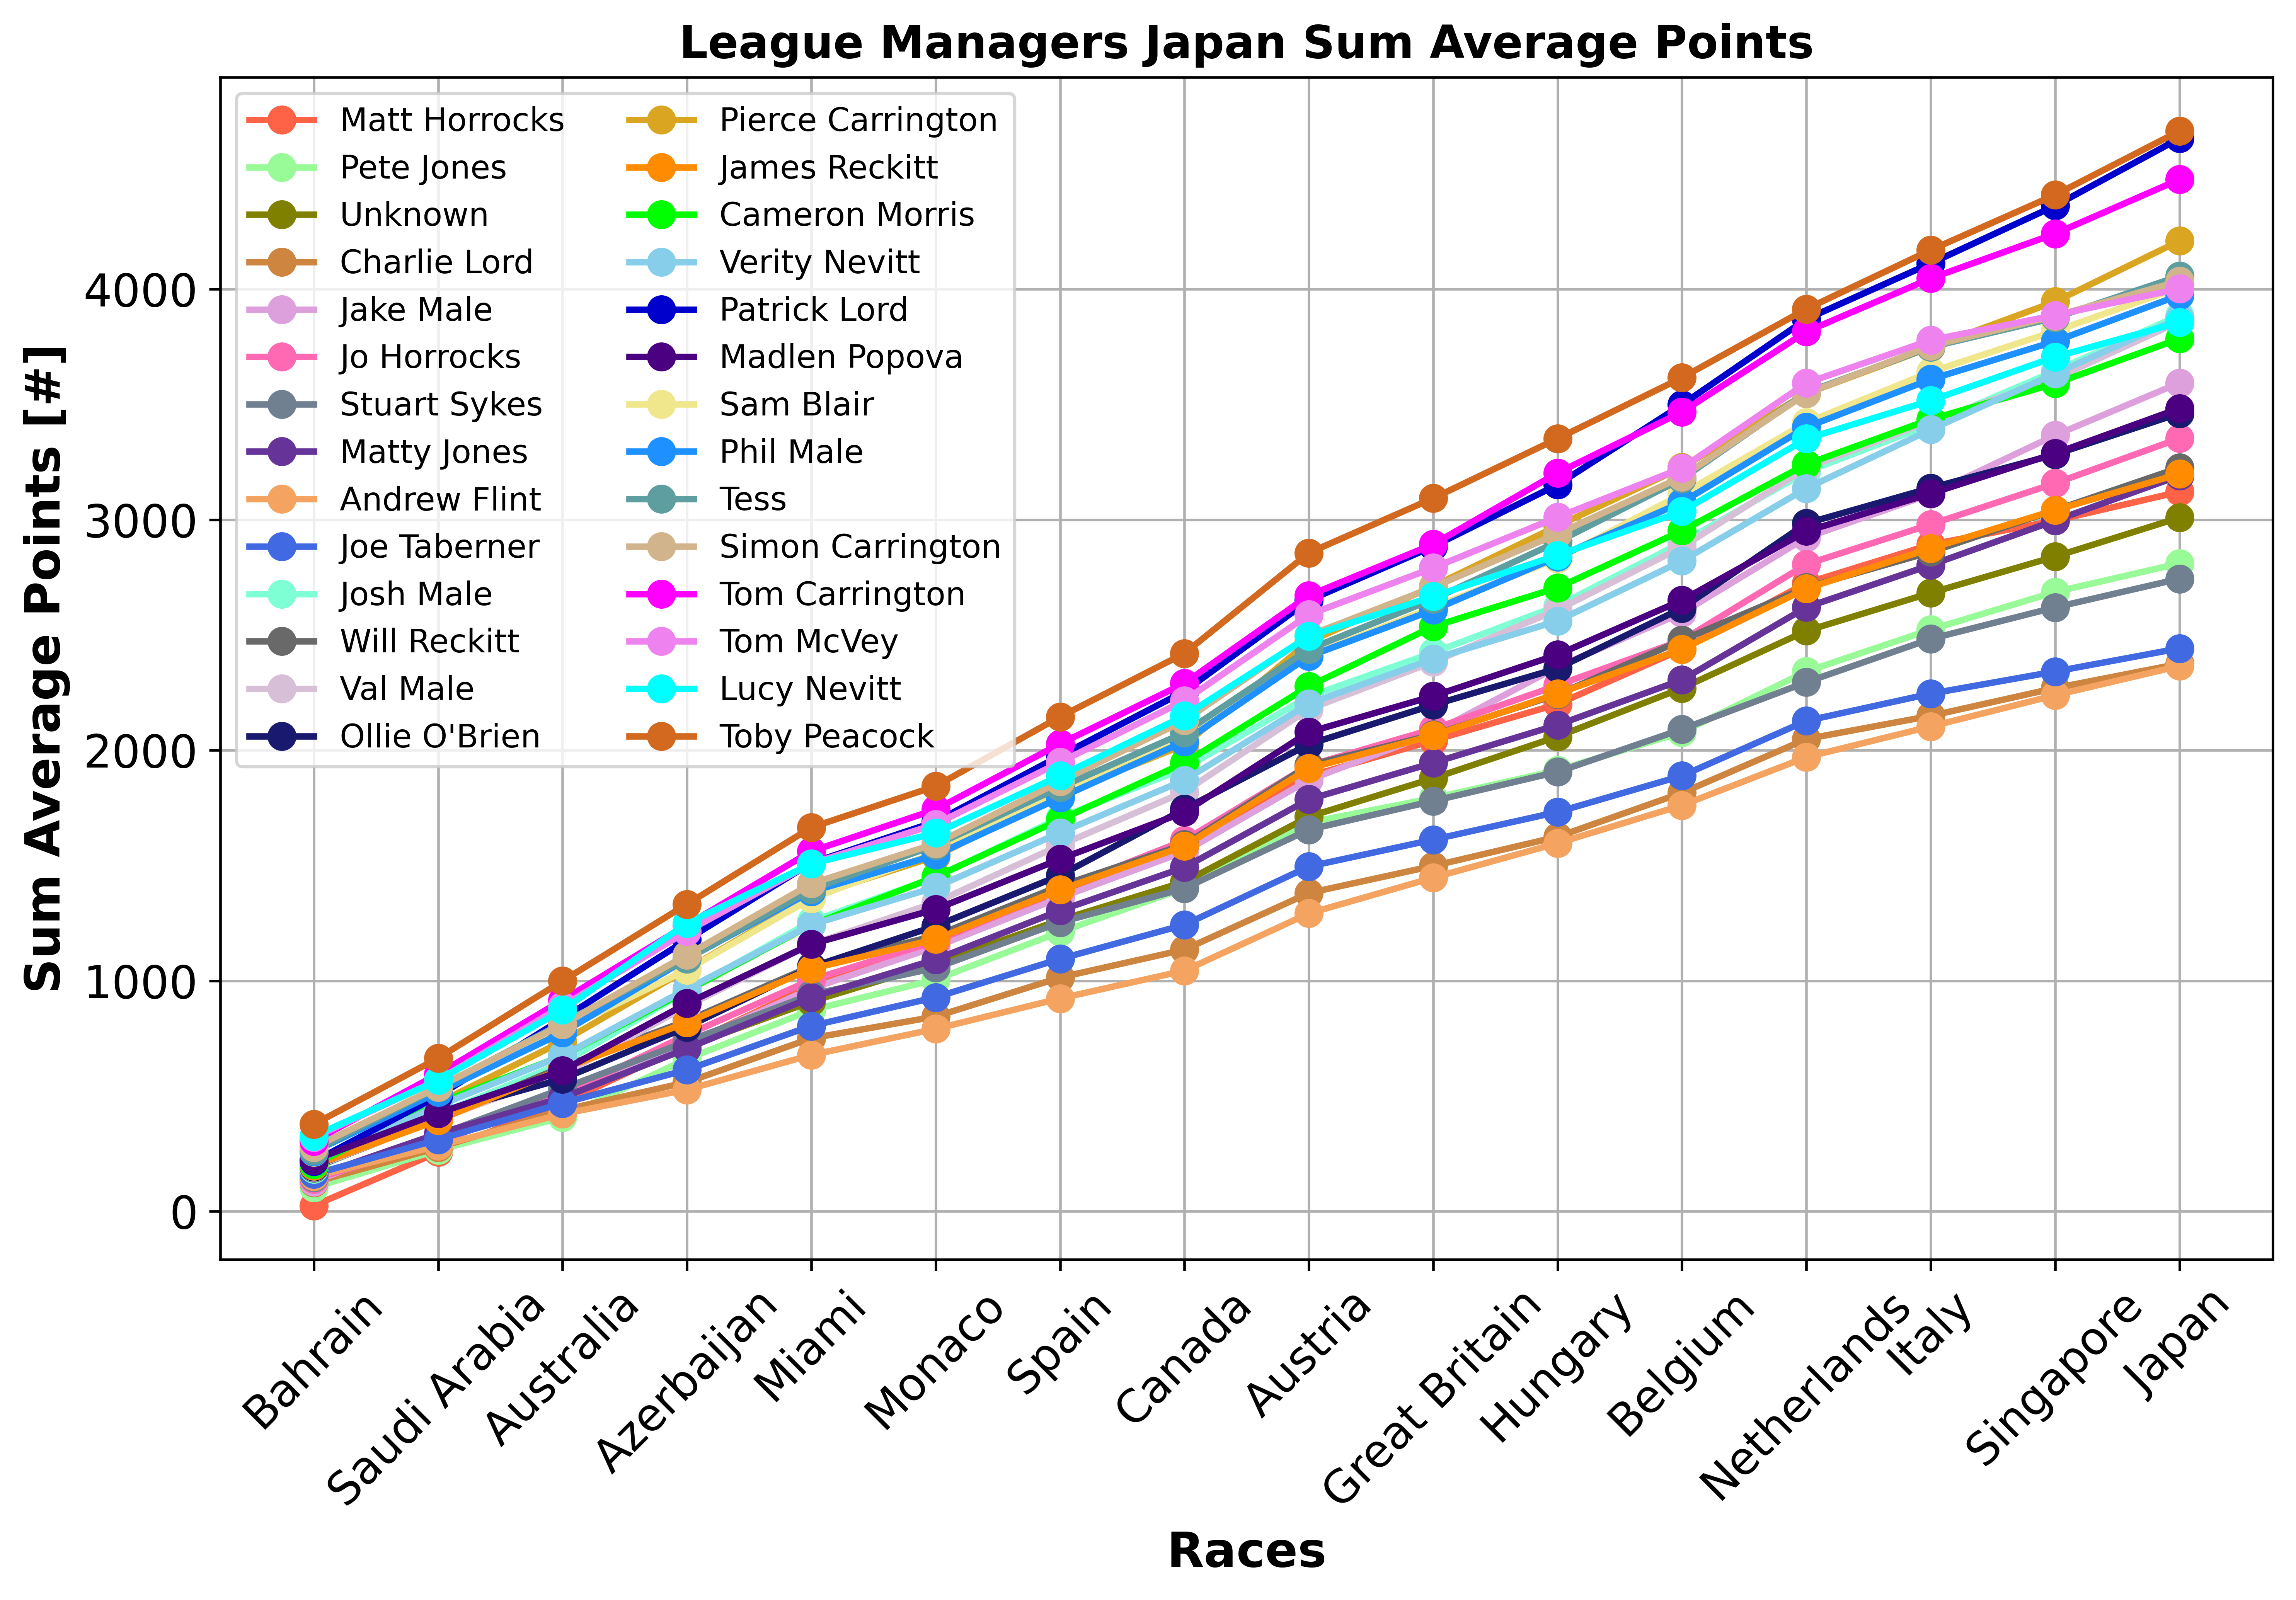 League Managers Japan Sum Average Points
Sum Average Points [#]
4000
3000
2000
1000
0
Matt Horrocks
Pete Jones
Unknown
Charlie Lord
Jake Male
Jo Horrocks
Stuart Sykes
Matty Jones
Andrew Flint
Joe Taberner
Josh Male
Will Reckitt
Val Male
Ollie O'Brien
Pierce Carrington
James Reckitt
Cameron Morris
Verity Nevitt
Patrick Lord
Madlen Popova
Sam Blair
Phil Male
Tess
Simon Carrington
Tom Carrington
Tom McVey
Lucy Nevitt
Toby Peacock
Bahrain
Saudi Arabia
Australia
Azerbaijan
Miami
Monaco
Spain
Canada
Austria
Great Britain
Hungary
Belgium
Netherlands
Italy
Singapore
Japan
Races